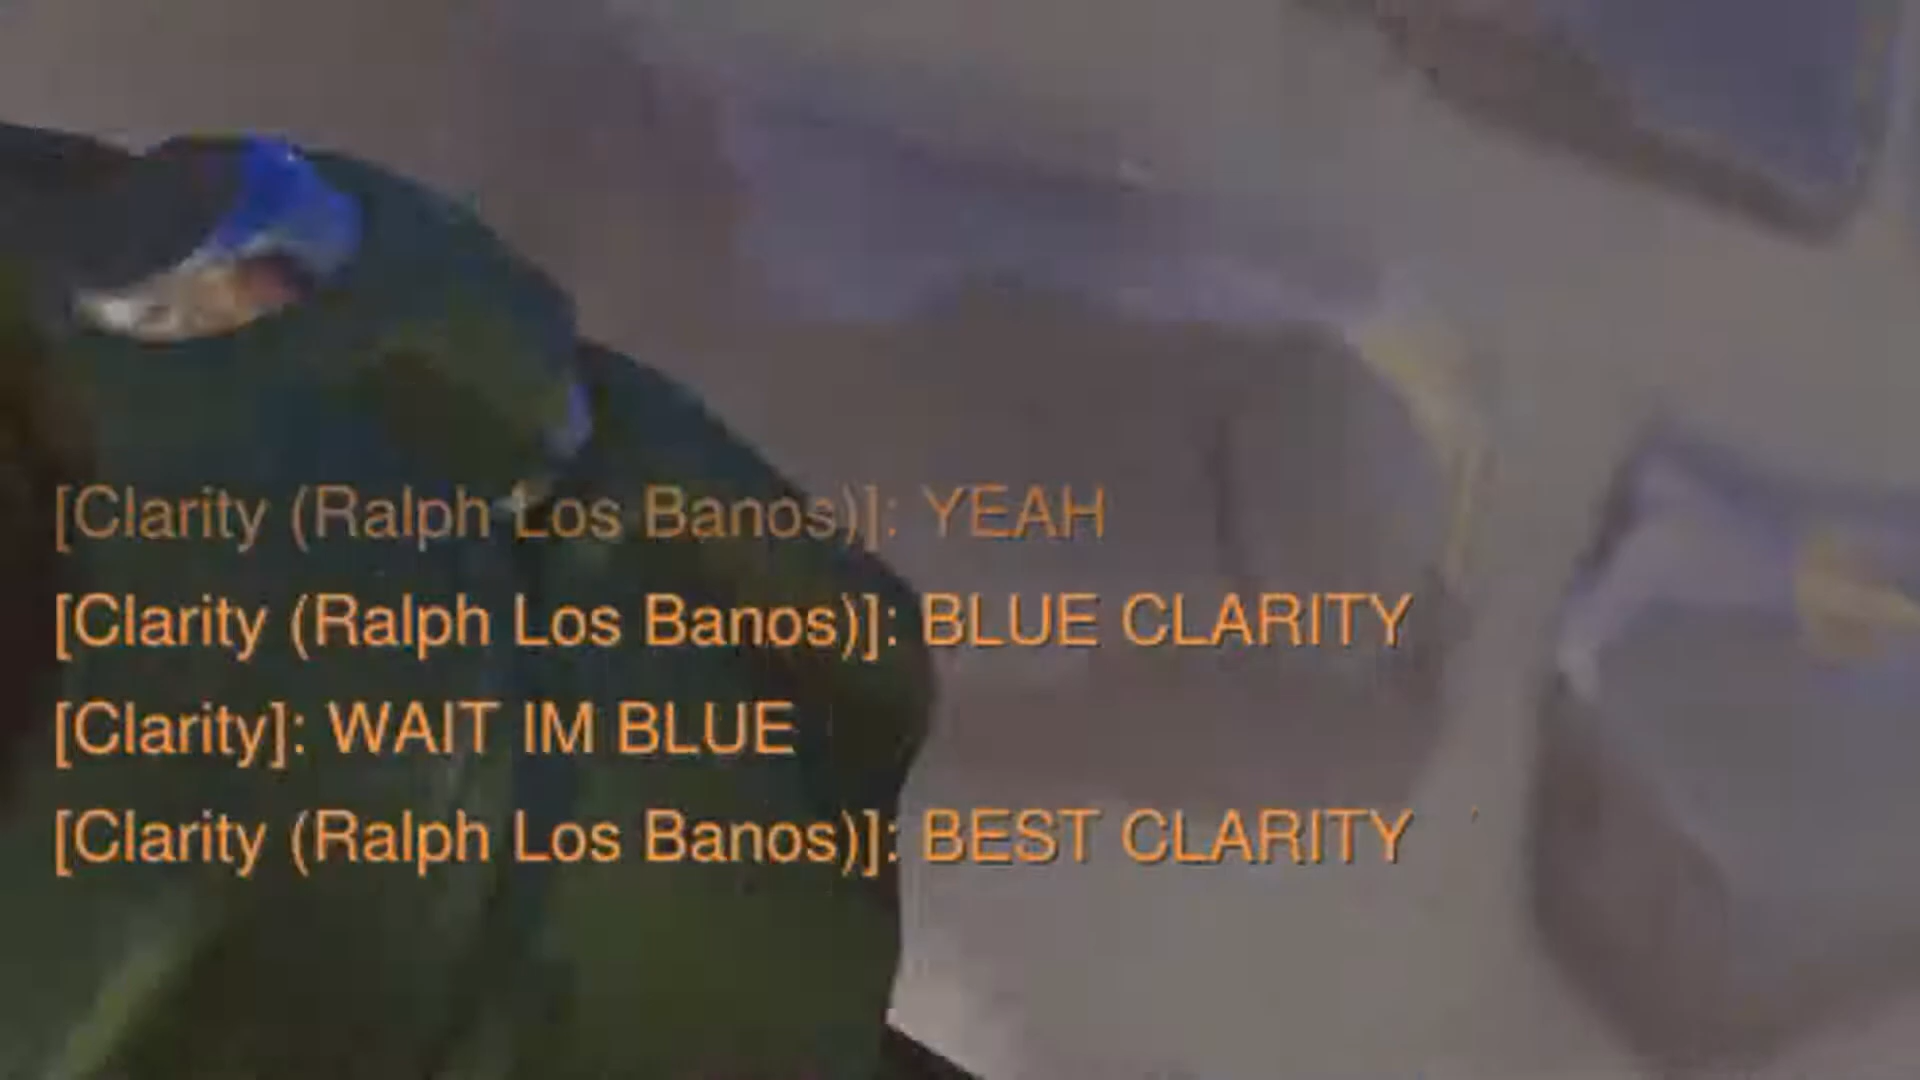 [Clarity (Ralph Los Banos)]: YEAH
[Clarity (Ralph Los Banos)]: BLUE CLARITY
[Clarity]: WAIT IM BLUE
[Clarity (Ralph Los Banos)]: BEST CLARITY